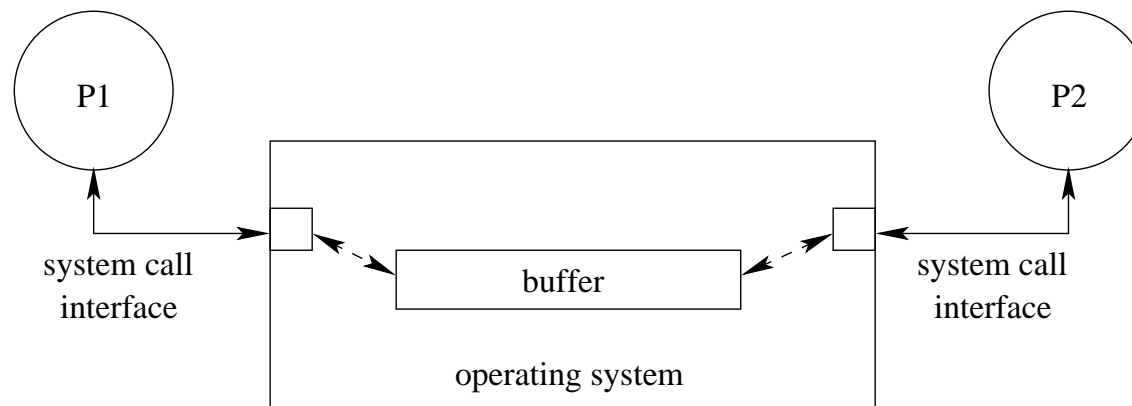 P1
P2
system call
interface
buffer
system call
interface
operating system